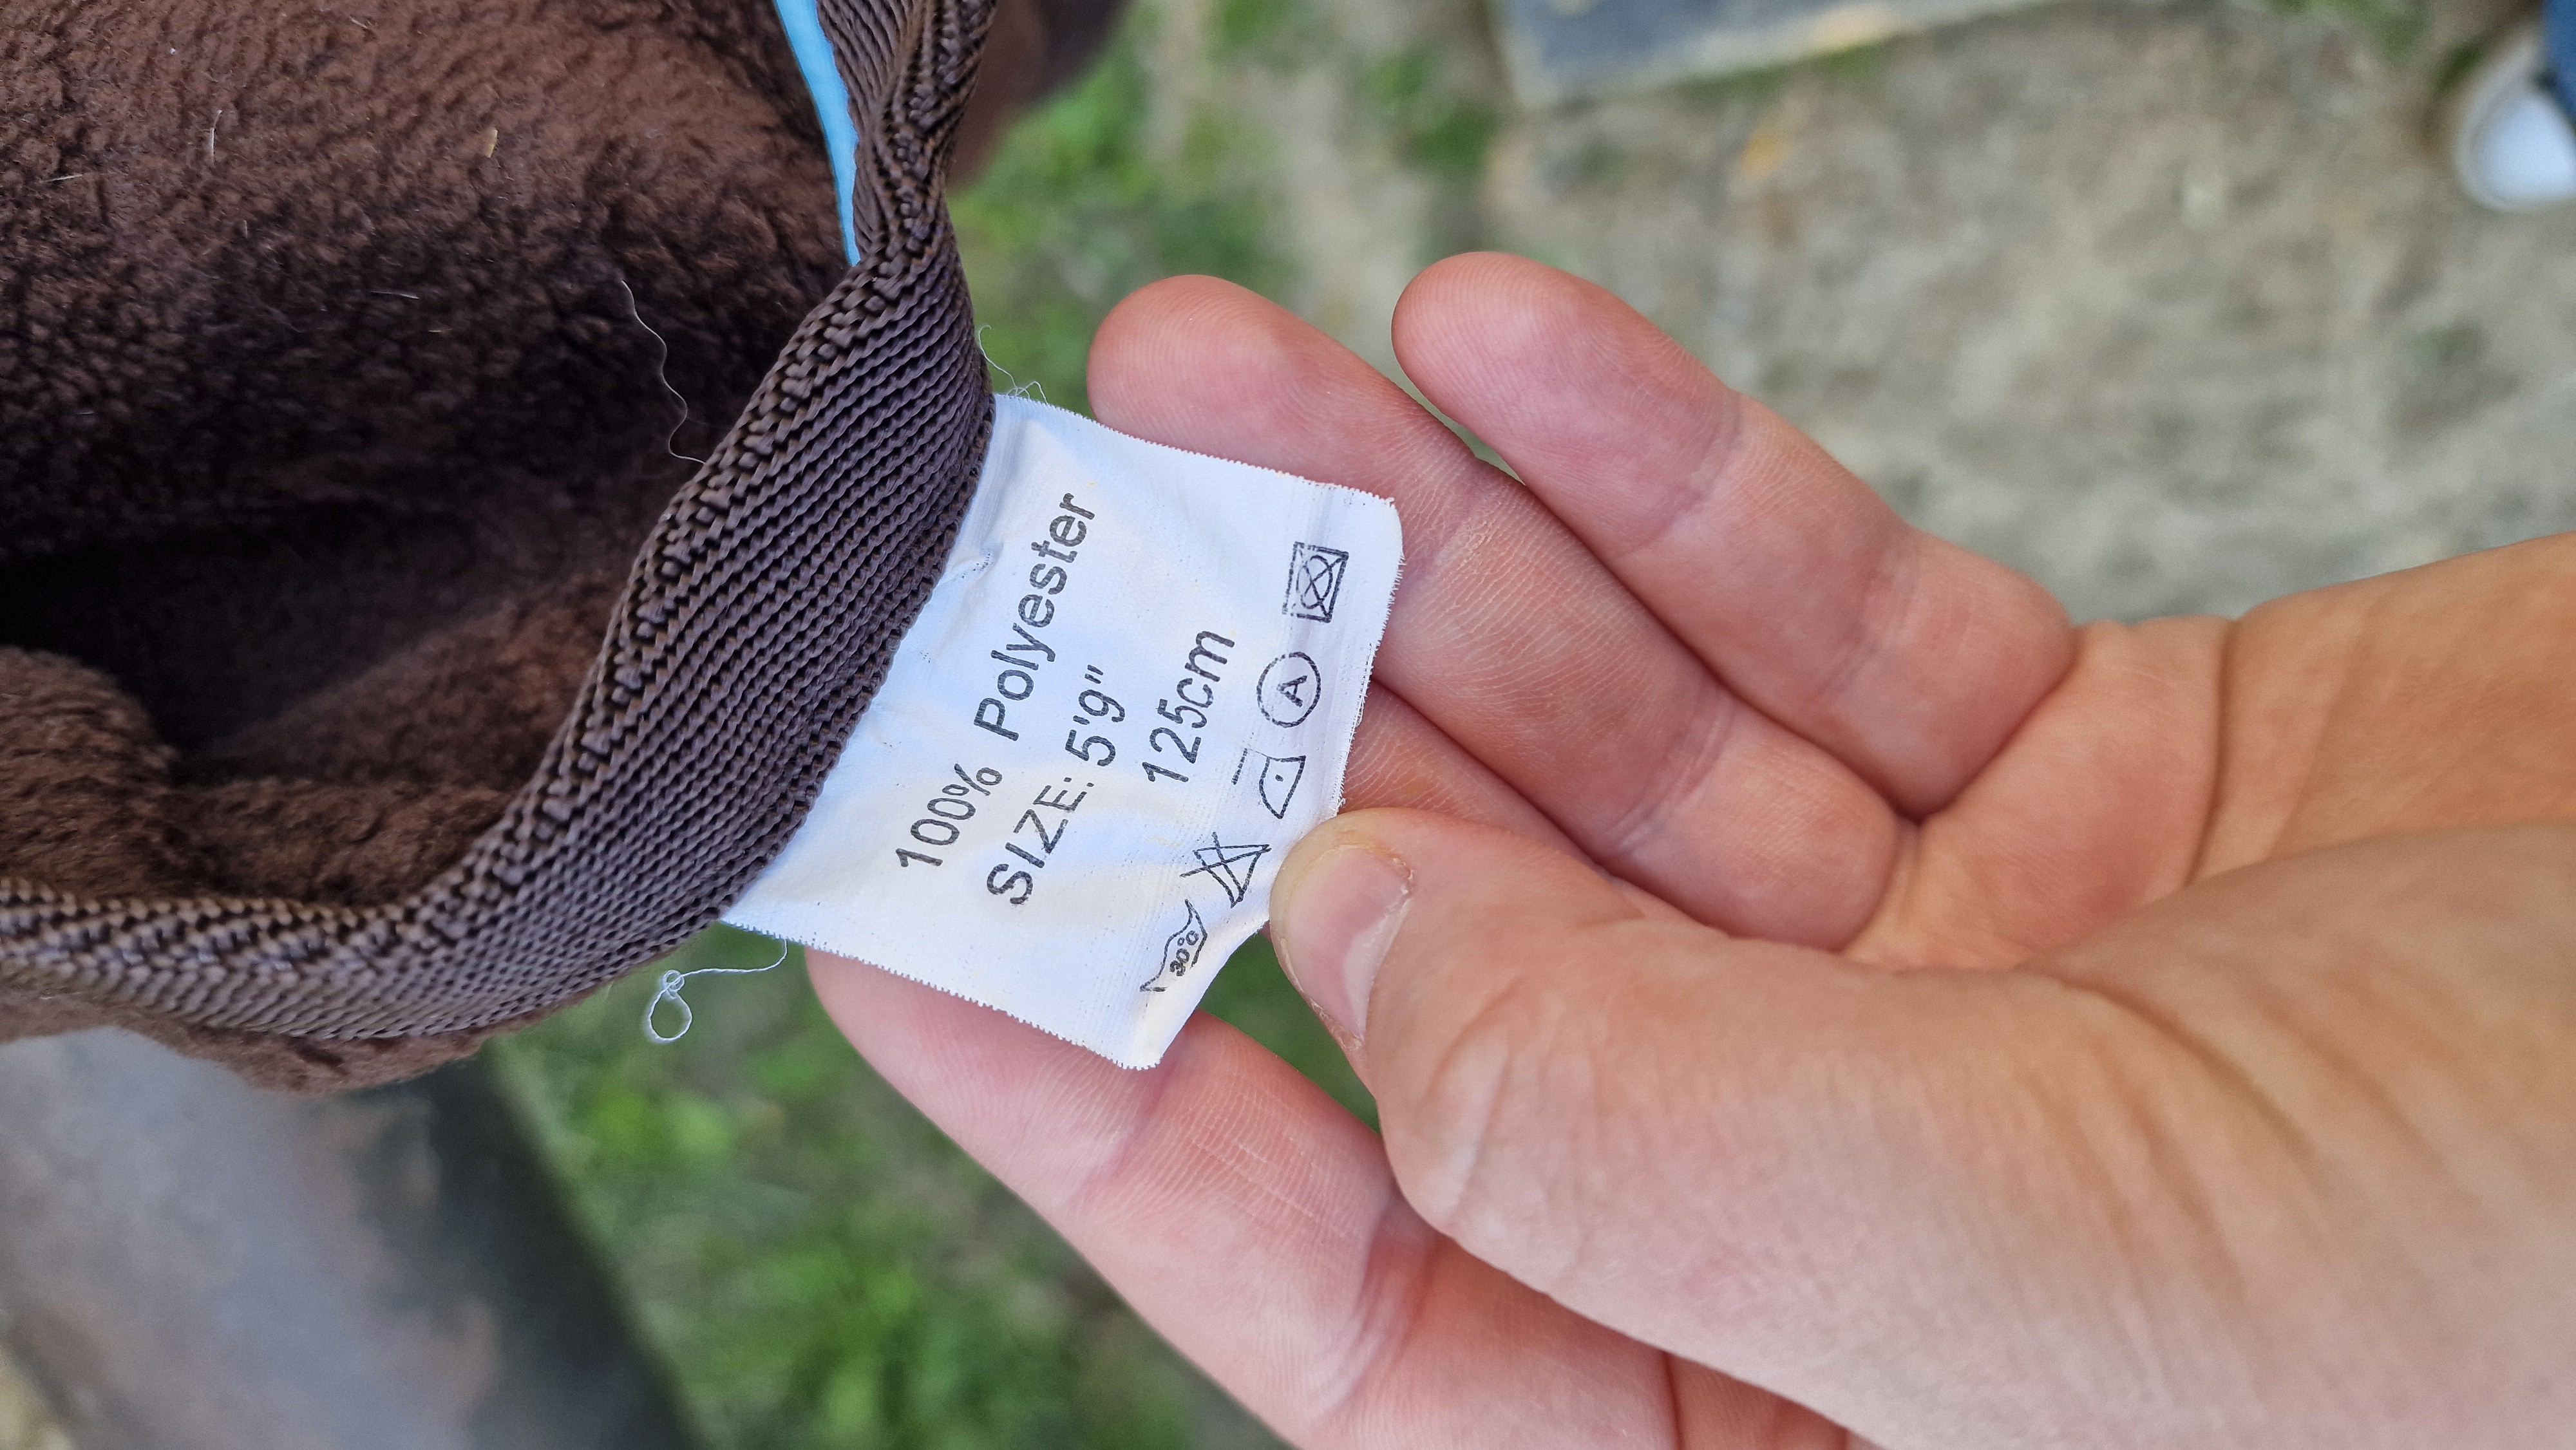 100% Polyester
SIZE: 5'9"
125cm
30°C A